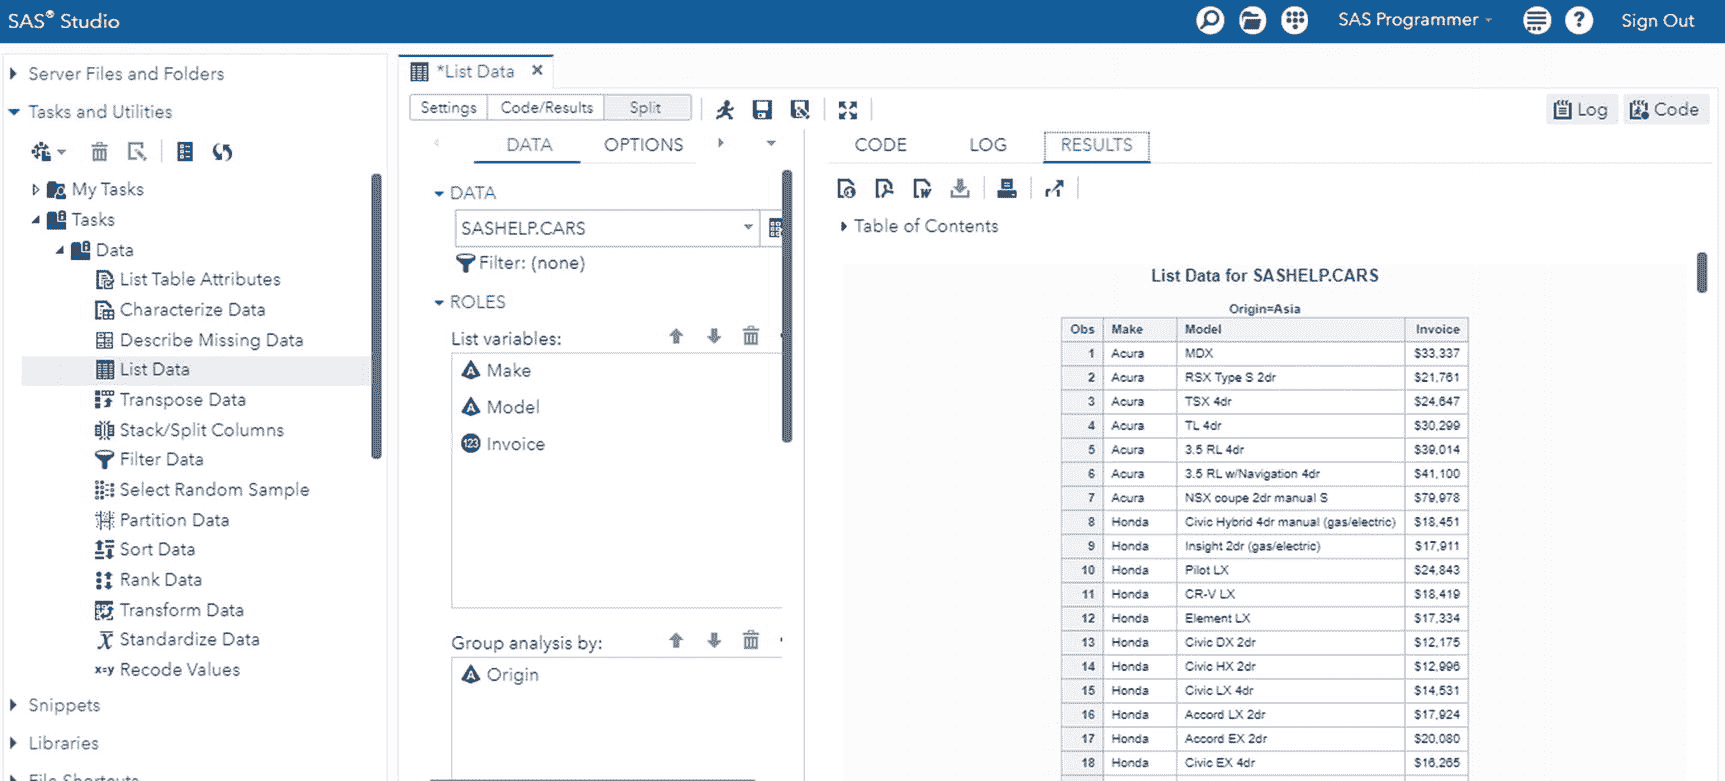 SAS® Studio
SAS Programmer
Sign Out
Server Files and Folders
Tasks and Utilities
My Tasks
Tasks
Data
List Table Attributes
Characterize Data
Describe Missing Data
List Data
Transpose Data
Stack/Split Columns
Filter Data
Select Random Sample
Partition Data
Sort Data
Rank Data
Transform Data
Standardize Data
x=y Recode Values
Snippets
Libraries
File Shortcuts
*List Data
Settings Code/Results Split
Log Code
DATA OPTIONS
DATA
SASHELP.CARS
Filter: (none)
ROLES
List variables:
Make
Model
123 Invoice
Group analysis by:
Origin
CODE LOG RESULTS
Table of Contents
List Data for SASHELP.CARS
Origin=Asia
Obs Make Model Invoice
1 Acura MDX $33,337
2 Acura RSX Type S 2dr $21,761
3 Acura TSX 4dr $24,647
4 Acura TL 4dr $30,299
5 Acura 3.5 RL 4dr $39,014
6 Acura 3.5 RL w/Navigation 4dr $41,100
7 Acura NSX coupe 2dr manual S $79,978
8 Honda Civic Hybrid 4dr manual (gas/electric) $18,451
9 Honda Insight 2dr (gas/electric) $17,911
10 Honda Pilot LX $24,843
11 Honda CR-V LX $18,419
12 Honda Element LX $17,334
13 Honda Civic DX 2dr $12,175
14 Honda Civic HX 2dr $12,996
15 Honda Civic LX 4dr $14,531
16 Honda Accord LX 2dr $17,924
17 Honda Accord EX 2dr $20,080
18 Honda Civic EX 4dr $16,265